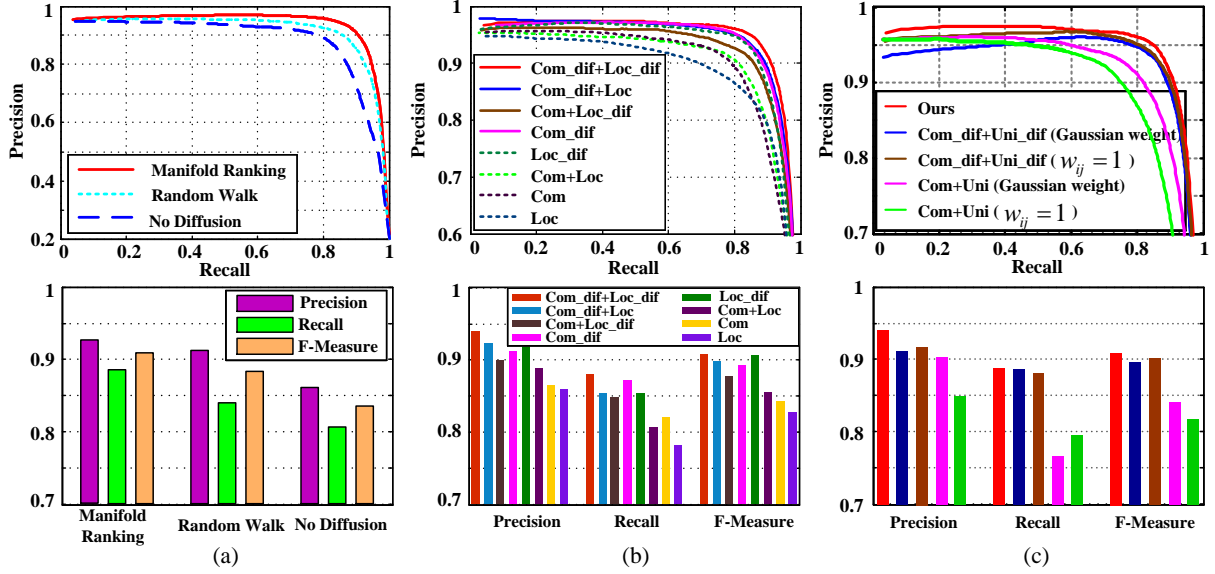 1
0.9
0.8
Precision
0.6
0.4
0.2
Manifold Ranking
Random Walk
No Diffusion
0 0.2 0.4 0.6 0.8 1
Recall
1
0.9
0.8
Precision
0.7
0.6
Com_dif+Loc_dif
Com_dif+Loc
Com+Loc_dif
Com_dif
Loc_dif
Com+Loc
Com
Loc
0 0.2 0.4 0.6 0.8 1
Recall
1
0.95
0.9
Precision
0.8
0.7
Ours
Com_dif+Uni_dif (Gaussian weight)
Com_dif+Uni_dif ( w_ij = 1 )
Com+Uni (Gaussian weight)
Com+Uni ( w_ij = 1 )
0 0.2 0.4 0.6 0.8 1
Recall
1
0.9
0.8
0.7
Precision
Recall
F-Measure
Manifold Ranking
Random Walk
No Diffusion
(a)
1
0.9
0.8
0.7
Com_dif+Loc_dif
Com_dif+Loc
Com+Loc_dif
Com_dif
Loc_dif
Com+Loc
Com
Loc
Precision Recall F-Measure
(b)
1
0.9
0.8
0.7
Precision Recall F-Measure
(c)